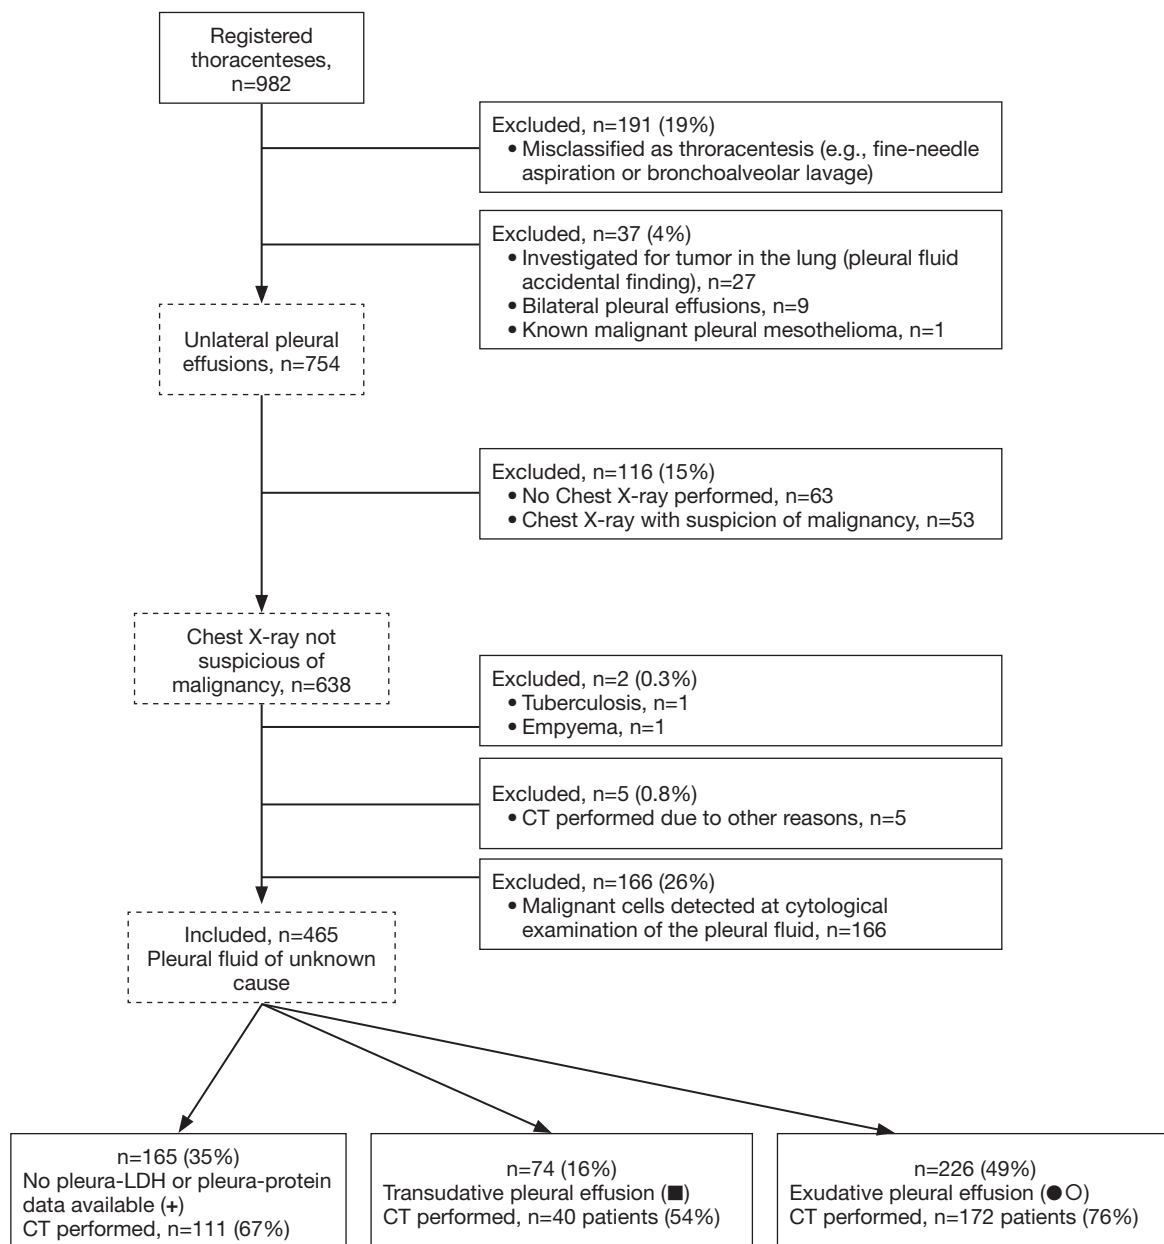 Registered
thoracenteses,
n=982
Excluded, n=191 (19%)
• Misclassified as throracentesis (e.g., fine-needle
aspiration or bronchoalveolar lavage)
Excluded, n=37 (4%)
• Investigated for tumor in the lung (pleural fluid
accidental finding), n=27
• Bilateral pleural effusions, n=9
• Known malignant pleural mesothelioma, n=1
Unilateral pleural
effusions, n=754
Excluded, n=116 (15%)
• No Chest X-ray performed, n=63
• Chest X-ray with suspicion of malignancy, n=53
Chest X-ray not
suspicious of
malignancy, n=638
Excluded, n=2 (0.3%)
• Tuberculosis, n=1
• Empyema, n=1
Excluded, n=5 (0.8%)
• CT performed due to other reasons, n=5
Excluded, n=166 (26%)
• Malignant cells detected at cytological
examination of the pleural fluid, n=166
Included, n=465
Pleural fluid of unknown
cause
n=165 (35%)
No pleura-LDH or pleura-protein
data available (+)
CT performed, n=111 (67%)
n=74 (16%)
Transudative pleural effusion (■)
CT performed, n=40 patients (54%)
n=226 (49%)
Exudative pleural effusion (●○)
CT performed, n=172 patients (76%)